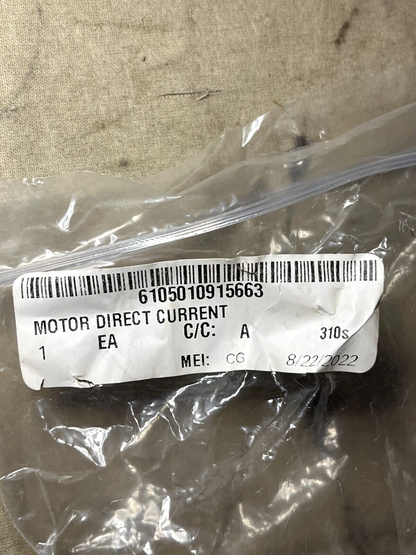 6105010915663
MOTOR DIRECT CURRENT
1 EA C/C: A 310s
MEI: CG 8/22/2022